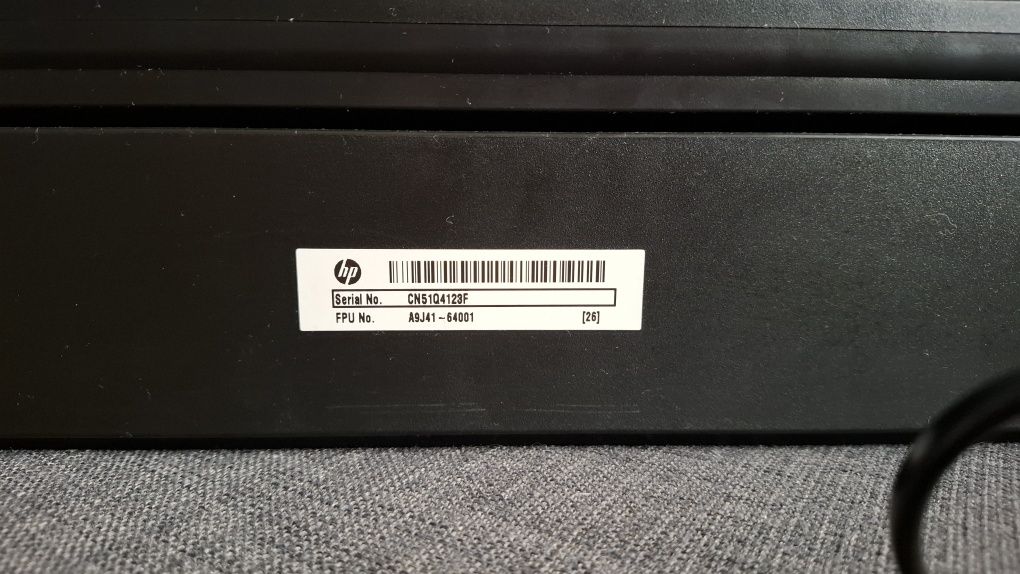 hp
Serial No. CN51Q4123F
FPU No. A9J41-64001 [26]